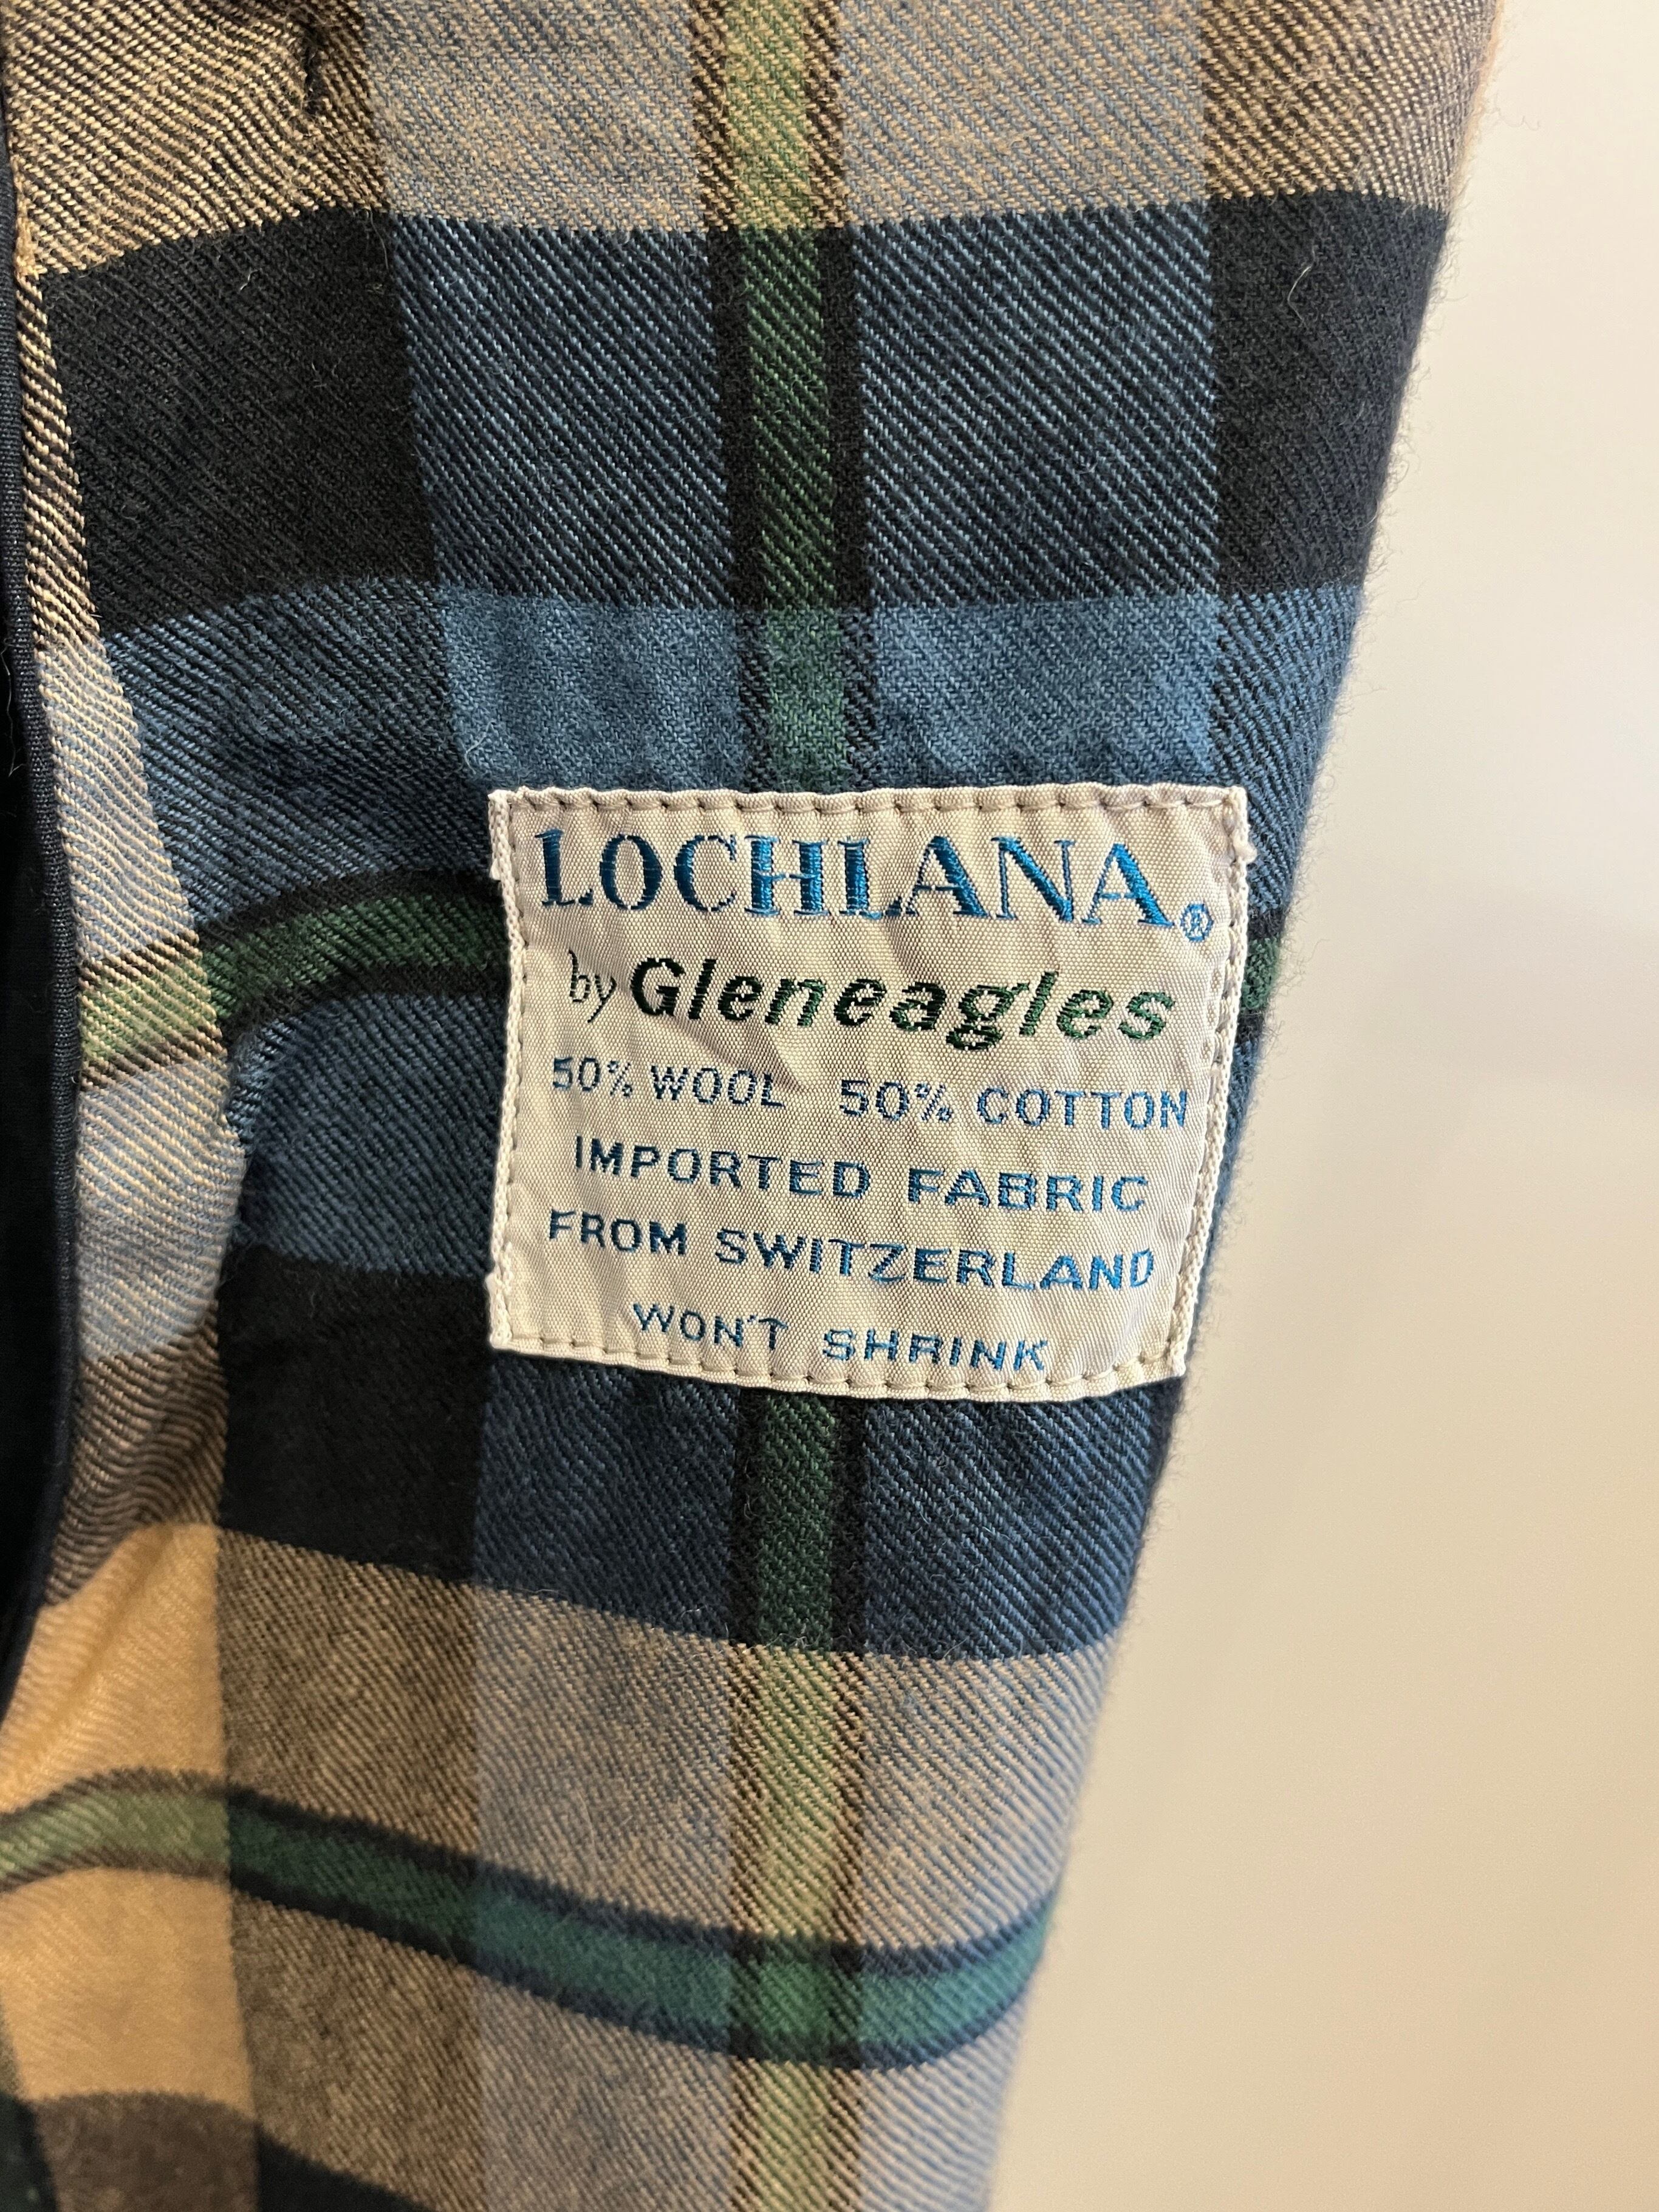 LOCHLANA®
by Gleneagles
50% WOOL 50% COTTON
IMPORTED FABRIC
FROM SWITZERLAND
WON'T SHRINK